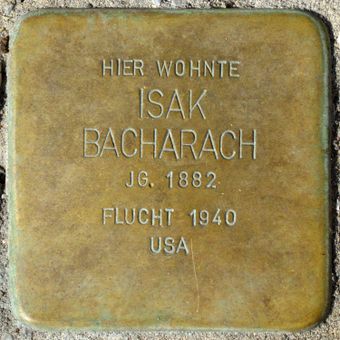 HIER WOHNTE
ISAK
BACHARACH
JG. 1882
FLUCHT 1940
USA